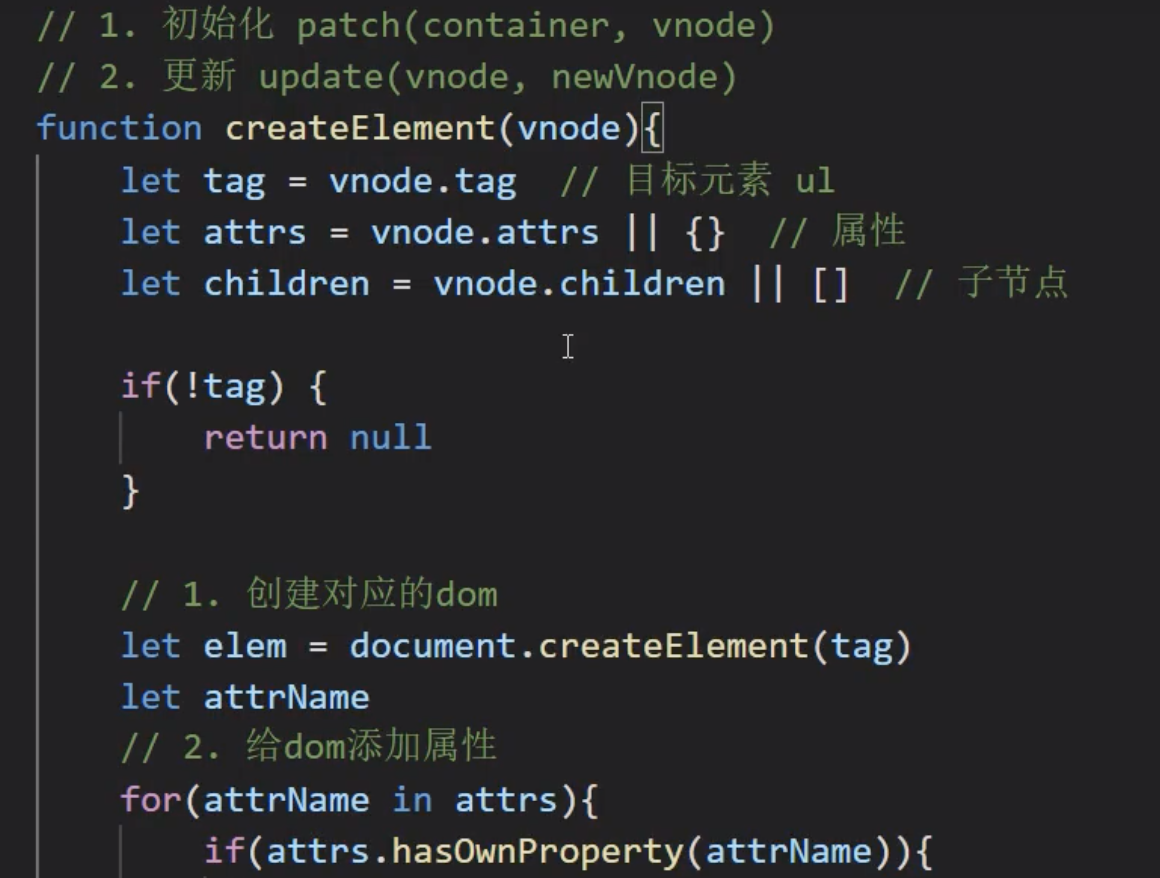 // 1. 初始化 patch(container, vnode)
// 2. 更新 update(vnode, newVnode)
function createElement(vnode){
    let tag = vnode.tag  // 目标元素 ul
    let attrs = vnode.attrs || {}  // 属性
    let children = vnode.children || []  // 子节点
    if(!tag) {
        return null
    }
    // 1. 创建对应的dom
    let elem = document.createElement(tag)
    let attrName
    // 2. 给dom添加属性
    for(attrName in attrs){
        if(attrs.hasOwnProperty(attrName)){